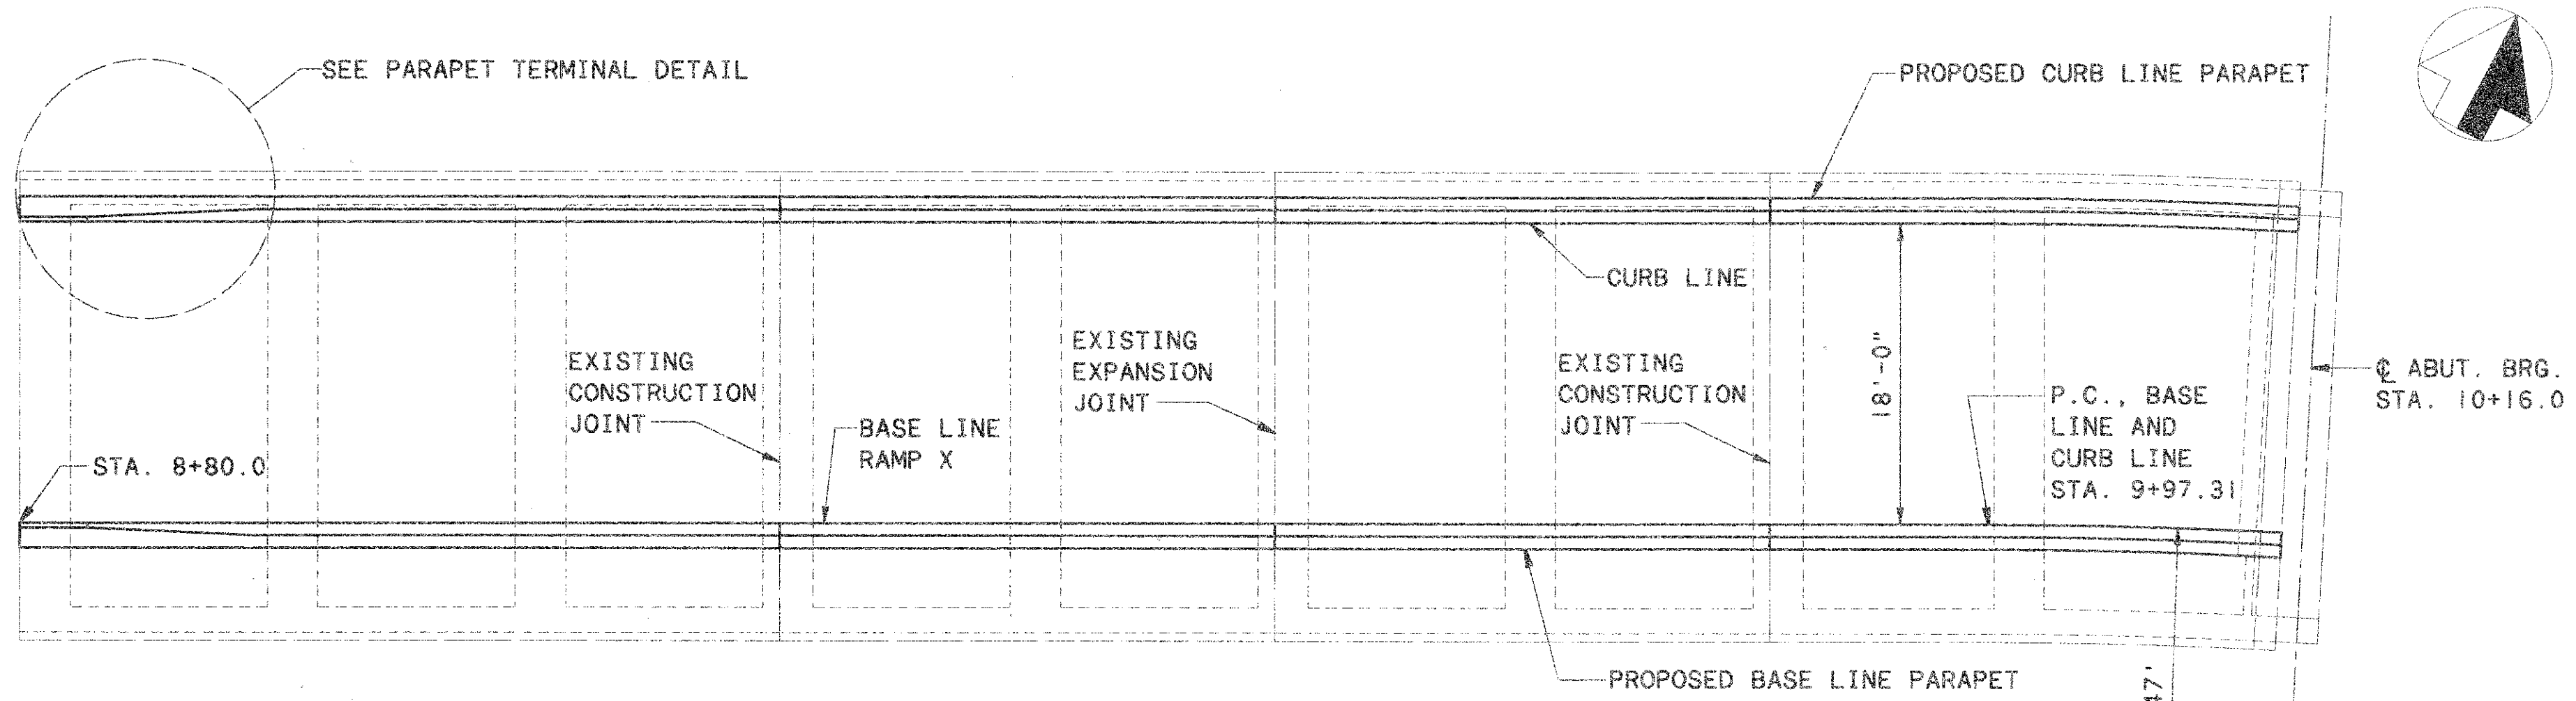 SEE PARAPET TERMINAL DETAIL
PROPOSED CURB LINE PARAPET
CURB LINE
18'-0"
EXISTING
CONSTRUCTION
JOINT
EXISTING
EXPANSION
JOINT
EXISTING
CONSTRUCTION
JOINT
℄ ABUT. BRG.
STA. 10+16.0
P.C., BASE
LINE AND
CURB LINE
STA. 9+97.31
BASE LINE
RAMP X
STA. 8+80.0
PROPOSED BASE LINE PARAPET